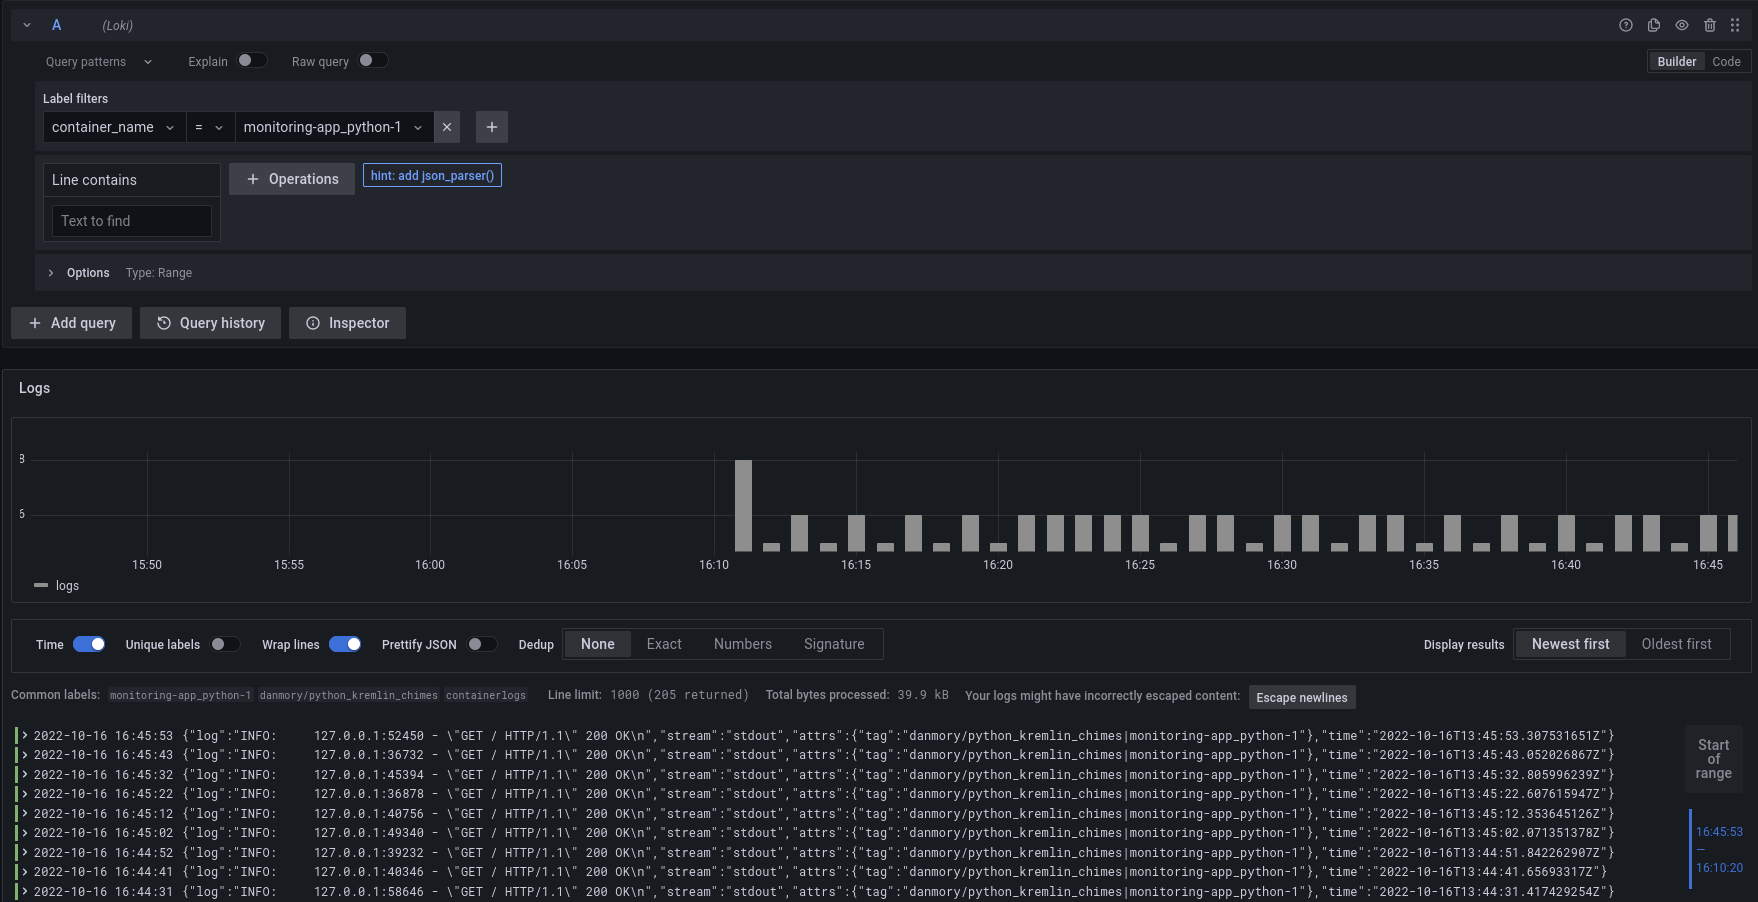 A (Loki)
Query patterns Explain Raw query Builder Code
Label filters
container_name = monitoring-app_python-1
Line contains + Operations hint: add json_parser()
Text to find
Options Type: Range
+ Add query Query history Inspector
Logs
8
6
15:50 15:55 16:00 16:05 16:10 16:15 16:20 16:25 16:30 16:35 16:40 16:45
logs
Time Unique labels Wrap lines Prettify JSON Dedup None Exact Numbers Signature Display results Newest first Oldest first
Common labels: monitoring-app_python-1 danmory/python_kremlin_chimes containerlogs Line limit: 1000 (205 returned) Total bytes processed: 39.9 kB Your logs might have incorrectly escaped content: Escape newlines
2022-10-16 16:45:53 {"log":"INFO:     127.0.0.1:52450 - \"GET / HTTP/1.1\" 200 OK\n","stream":"stdout","attrs":{"tag":"danmory/python_kremlin_chimes|monitoring-app_python-1"},"time":"2022-10-16T13:45:53.307531651Z"}
2022-10-16 16:45:43 {"log":"INFO:     127.0.0.1:36732 - \"GET / HTTP/1.1\" 200 OK\n","stream":"stdout","attrs":{"tag":"danmory/python_kremlin_chimes|monitoring-app_python-1"},"time":"2022-10-16T13:45:43.052026867Z"}
2022-10-16 16:45:32 {"log":"INFO:     127.0.0.1:45394 - \"GET / HTTP/1.1\" 200 OK\n","stream":"stdout","attrs":{"tag":"danmory/python_kremlin_chimes|monitoring-app_python-1"},"time":"2022-10-16T13:45:32.805996239Z"}
2022-10-16 16:45:22 {"log":"INFO:     127.0.0.1:36878 - \"GET / HTTP/1.1\" 200 OK\n","stream":"stdout","attrs":{"tag":"danmory/python_kremlin_chimes|monitoring-app_python-1"},"time":"2022-10-16T13:45:22.607615947Z"}
2022-10-16 16:45:12 {"log":"INFO:     127.0.0.1:40756 - \"GET / HTTP/1.1\" 200 OK\n","stream":"stdout","attrs":{"tag":"danmory/python_kremlin_chimes|monitoring-app_python-1"},"time":"2022-10-16T13:45:12.353645126Z"}
2022-10-16 16:45:02 {"log":"INFO:     127.0.0.1:49340 - \"GET / HTTP/1.1\" 200 OK\n","stream":"stdout","attrs":{"tag":"danmory/python_kremlin_chimes|monitoring-app_python-1"},"time":"2022-10-16T13:45:02.071351378Z"}
2022-10-16 16:44:52 {"log":"INFO:     127.0.0.1:39232 - \"GET / HTTP/1.1\" 200 OK\n","stream":"stdout","attrs":{"tag":"danmory/python_kremlin_chimes|monitoring-app_python-1"},"time":"2022-10-16T13:44:51.842262907Z"}
2022-10-16 16:44:41 {"log":"INFO:     127.0.0.1:40346 - \"GET / HTTP/1.1\" 200 OK\n","stream":"stdout","attrs":{"tag":"danmory/python_kremlin_chimes|monitoring-app_python-1"},"time":"2022-10-16T13:44:41.65693317Z"}
2022-10-16 16:44:31 {"log":"INFO:     127.0.0.1:58646 - \"GET / HTTP/1.1\" 200 OK\n","stream":"stdout","attrs":{"tag":"danmory/python_kremlin_chimes|monitoring-app_python-1"},"time":"2022-10-16T13:44:31.417429254Z"}
Start
of
range
16:45:53
—
16:10:20